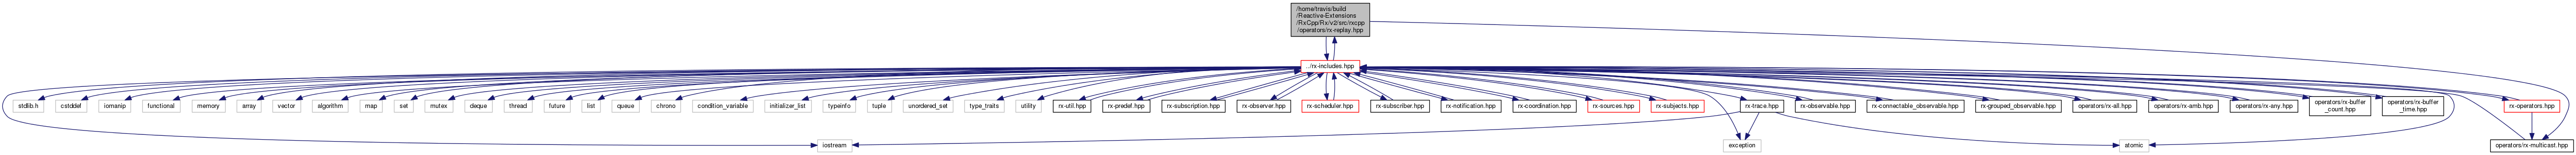 /home/travis/build
/Reactive-Extensions
/RxCpp/Rx/v2/src/rxcpp
/operators/rx-replay.hpp
../rx-includes.hpp
stdlib.h
cstddef
iomanip
functional
memory
array
vector
algorithm
map
set
mutex
deque
thread
future
list
queue
chrono
condition_variable
initializer_list
typeinfo
tuple
unordered_set
type_traits
utility
rx-util.hpp
rx-predef.hpp
rx-subscription.hpp
rx-observer.hpp
rx-scheduler.hpp
rx-subscriber.hpp
rx-notification.hpp
rx-coordination.hpp
rx-sources.hpp
rx-subjects.hpp
rx-trace.hpp
rx-observable.hpp
rx-connectable_observable.hpp
rx-grouped_observable.hpp
operators/rx-all.hpp
operators/rx-amb.hpp
operators/rx-any.hpp
operators/rx-buffer
_count.hpp
operators/rx-buffer
_time.hpp
rx-operators.hpp
iostream
exception
atomic
operators/rx-multicast.hpp